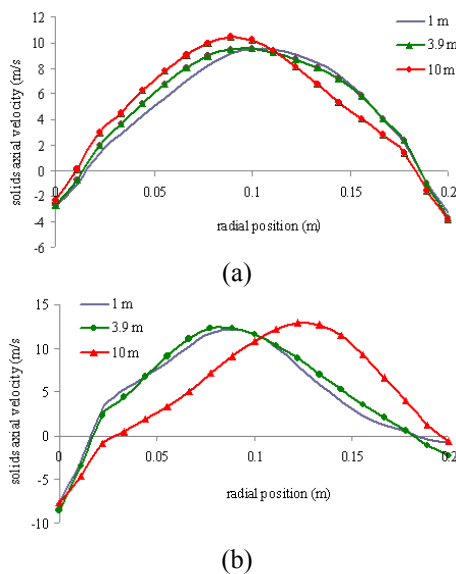 12
10
8
6
4
2
0
-2
-4
-6
solids axial velocity (m/s
1 m
3.9 m
10 m
0
0.05
0.1
0.15
0.2
radial position (m)
(a)
15
10
5
0
-5
-10
solids axial velocity (m/s
1 m
3.9 m
10 m
0
0.05
0.1
0.15
0.2
radial position (m)
(b)